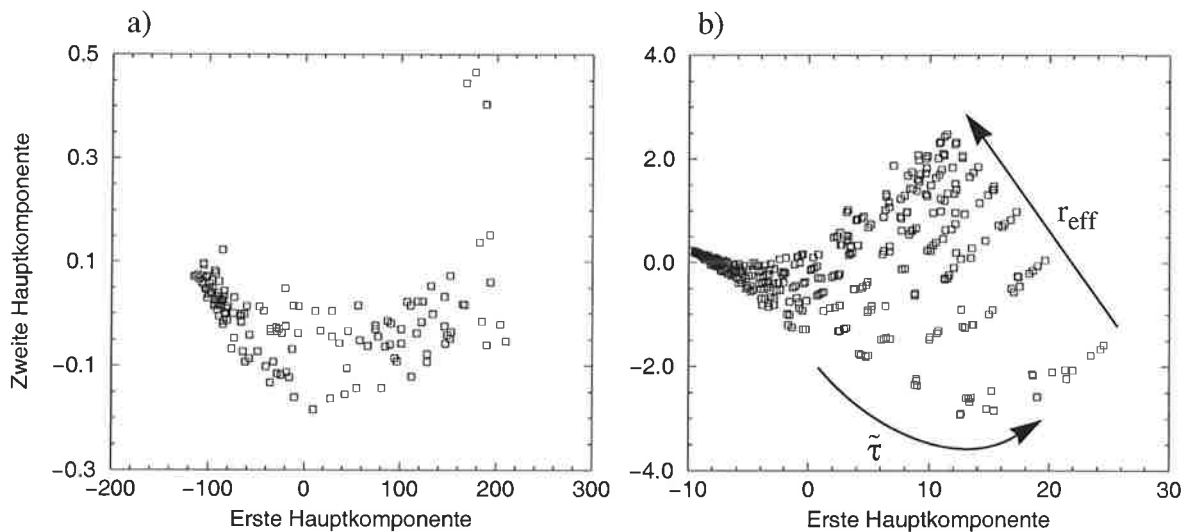 a)
0.5
0.3
0.1
−0.1
−0.3
−200 −100 0 100 200 300
Erste Hauptkomponente
Zweite Hauptkomponente
b)
4.0
2.0
0.0
−2.0
−4.0
−10 0 10 20 30
Erste Hauptkomponente
r_eff
τ̃